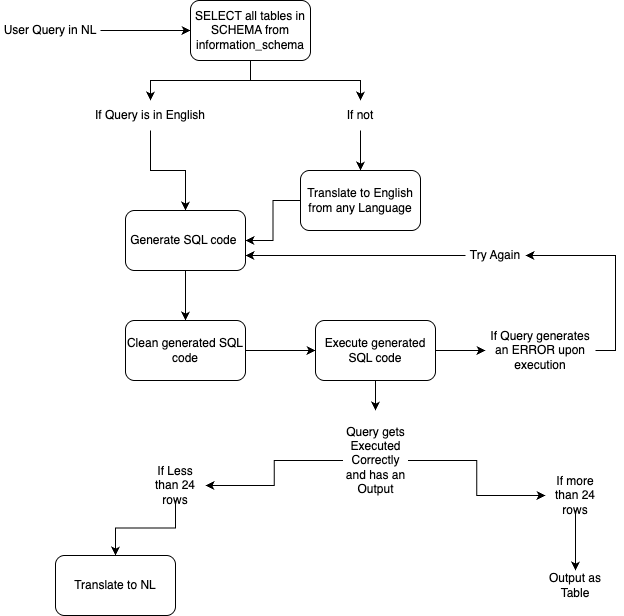 SELECT all tables in
SCHEMA from
information_schema
User Query in NL
If Query is in English
If not
Translate to English
from any Language
Generate SQL code
Try Again
Clean generated SQL
code
Execute generated
SQL code
If Query generates
an ERROR upon
execution
Query gets
Executed
Correctly
and has an
Output
If Less
than 24
rows
If more
than 24
rows
Translate to NL
Output as
Table